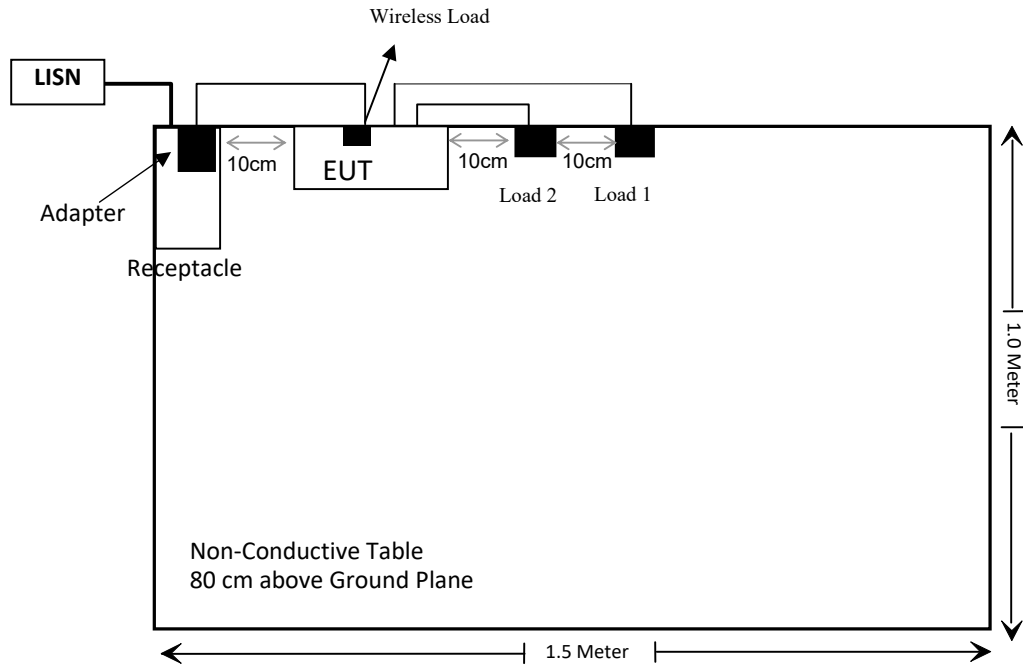 Wireless Load
LISN
10cm
EUT
10cm
10cm
Load 2
Load 1
Adapter
Receptacle
1.0 Meter
Non-Conductive Table
80 cm above Ground Plane
1.5 Meter